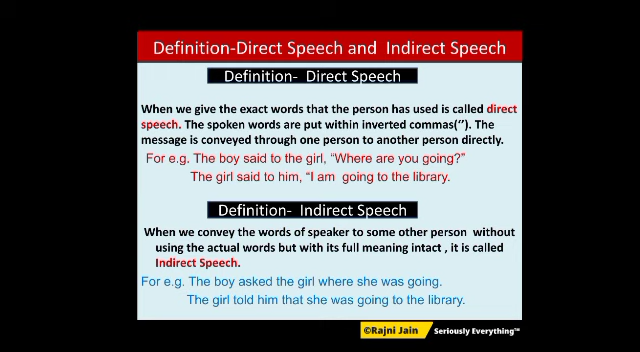 Definition-Direct Speech and Indirect Speech
Definition- Direct Speech
When we give the exact words that the person has used is called direct
speech. The spoken words are put within inverted commas(‘’). The
message is conveyed through one person to another person directly.
For e.g. The boy said to the girl, “Where are you going?”
The girl said to him, “I am going to the library.
Definition- Indirect Speech
When we convey the words of speaker to some other person without
using the actual words but with its full meaning intact , it is called
Indirect Speech.
For e.g. The boy asked the girl where she was going.
The girl told him that she was going to the library.
©Rajni Jain Seriously Everything™